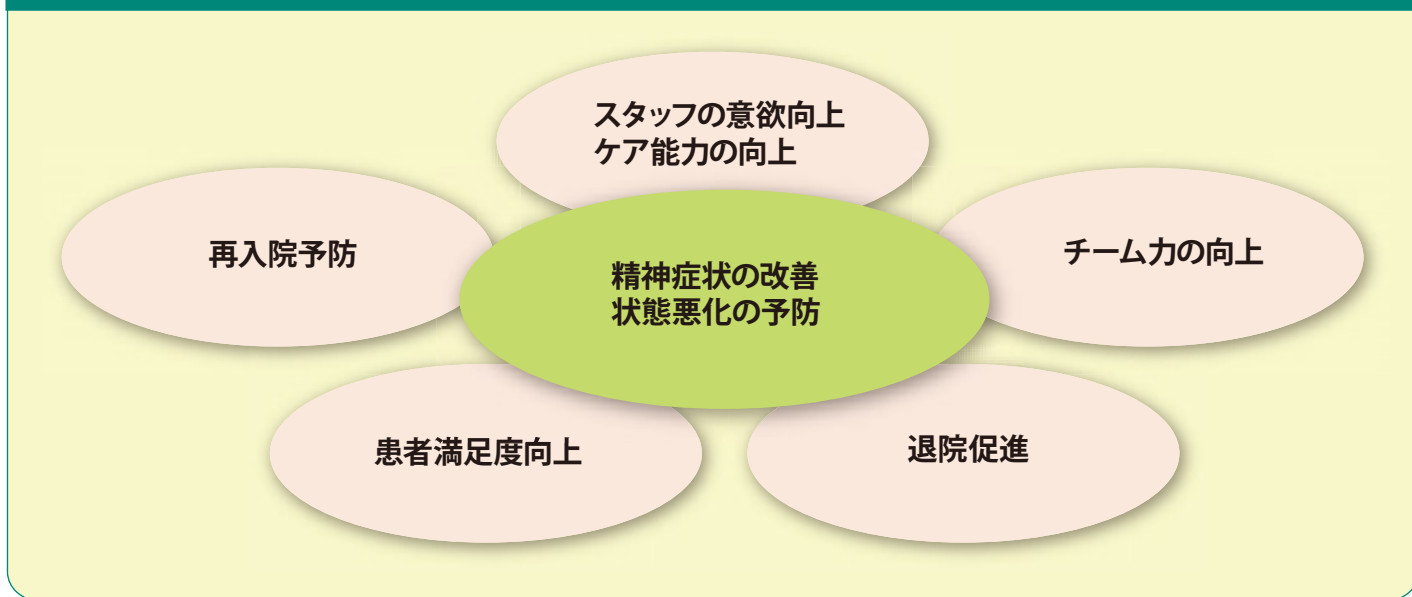 スタッフの意欲向上
ケア能力の向上
再入院予防
チーム力の向上
精神症状の改善
状態悪化の予防
患者満足度向上
退院促進